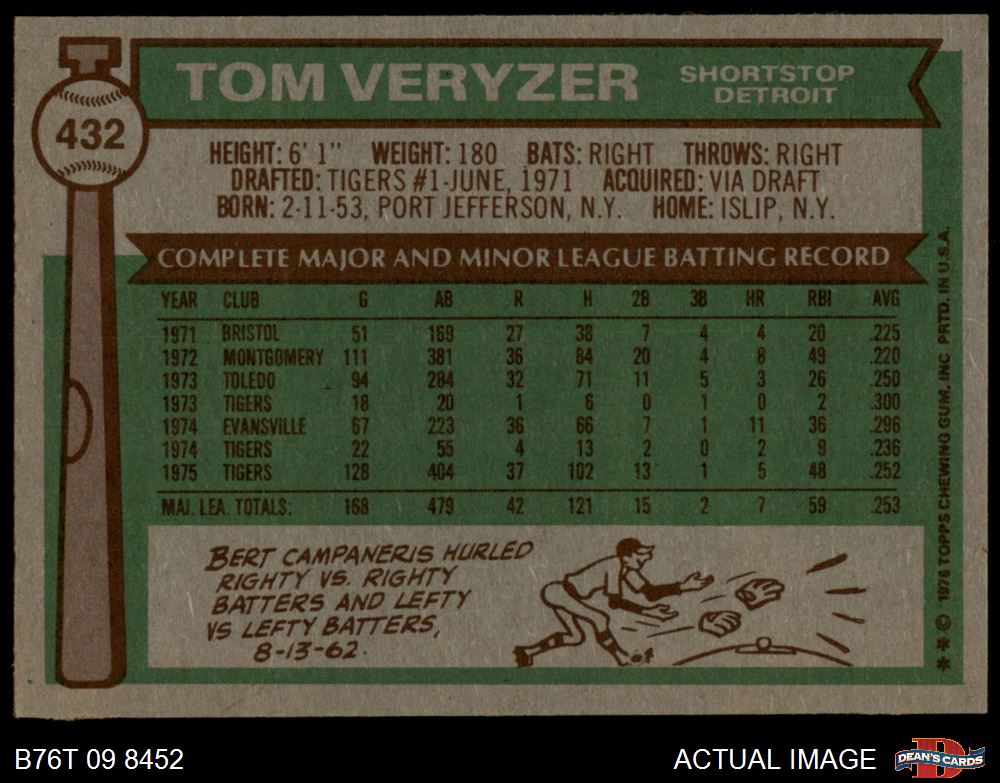 TOM VERYZER
SHORTSTOP
DETROIT
432
HEIGHT: 6' 1" WEIGHT: 180 BATS: RIGHT THROWS: RIGHT
DRAFTED: TIGERS #1-JUNE, 1971 ACQUIRED: VIA DRAFT
BORN: 2-11-53, PORT JEFFERSON, N.Y. HOME: ISLIP, N.Y.
COMPLETE MAJOR AND MINOR LEAGUE BATTING RECORD
YEAR CLUB G AB R H 2B 3B HR RBI AVG
1971 BRISTOL 51 169 27 38 7 4 4 20 .225
1972 MONTGOMERY 111 381 36 84 20 4 8 49 .220
1973 TOLEDO 94 284 32 71 11 5 3 26 .250
1973 TIGERS 18 20 1 6 0 1 0 2 .300
1974 EVANSVILLE 67 223 36 66 7 1 11 36 .296
1974 TIGERS 22 55 4 13 2 0 2 9 .236
1975 TIGERS 128 404 37 102 13 1 5 48 .252
MAJ. LEA. TOTALS: 168 479 42 121 15 2 7 59 .253
BERT CAMPANERIS HURLED
RIGHTY VS. RIGHTY
BATTERS AND LEFTY
VS LEFTY BATTERS,
8-13-62.
* * © 1976 TOPPS CHEWING GUM, INC PRTD. IN U.S.A.
B76T 09 8452
ACTUAL IMAGE
D
DEAN'S CARDS